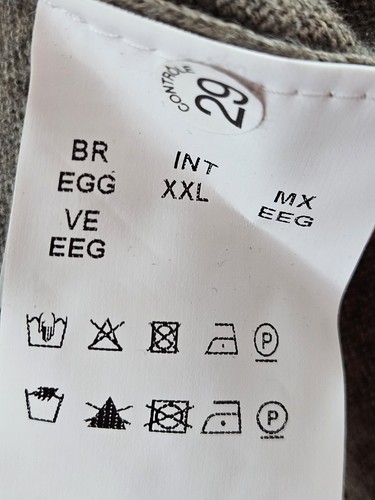 CONTROL
29
BR
EGG
VE
EEG
INT
XXL
MX
EEG
P
P